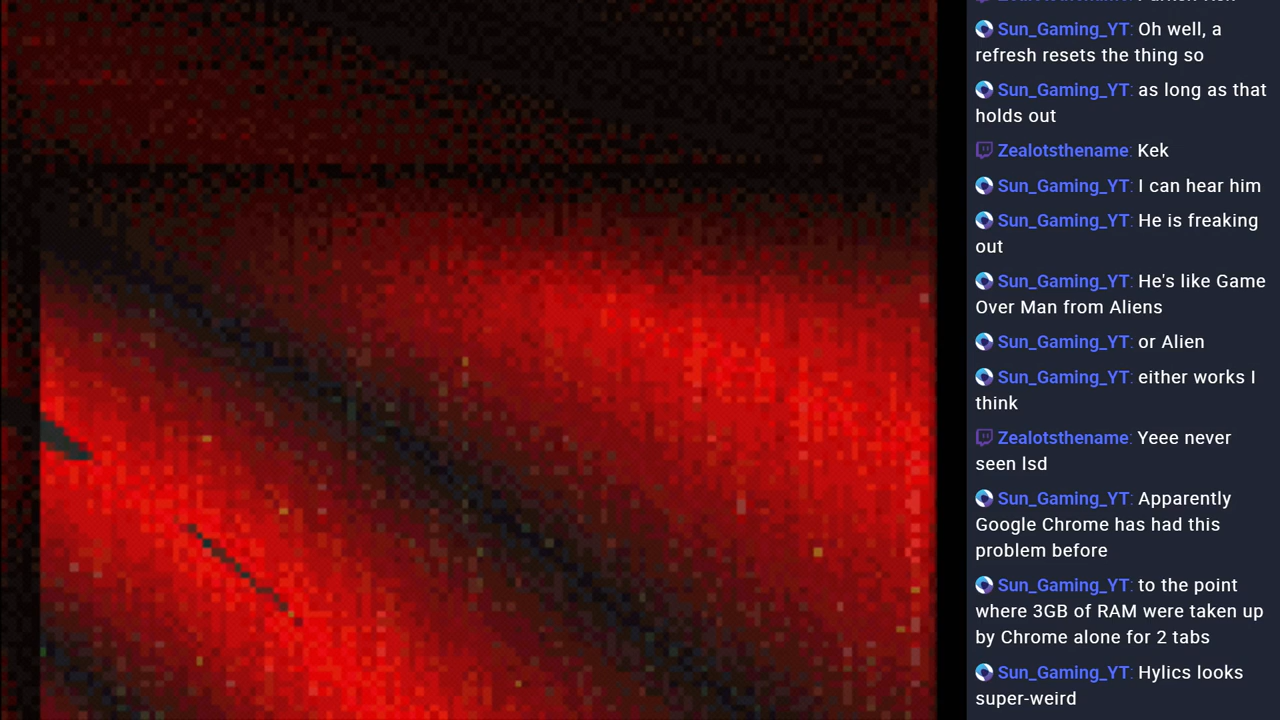 Sun_Gaming_YT: Oh well, a
refresh resets the thing so
Sun_Gaming_YT: as long as that
holds out
Zealotsthename: Kek
Sun_Gaming_YT: I can hear him
Sun_Gaming_YT: He is freaking
out
Sun_Gaming_YT: He's like Game
Over Man from Aliens
Sun_Gaming_YT: or Alien
Sun_Gaming_YT: either works I
think
Zealotsthename: Yeee never
seen lsd
Sun_Gaming_YT: Apparently
Google Chrome has had this
problem before
Sun_Gaming_YT: to the point
where 3GB of RAM were taken up
by Chrome alone for 2 tabs
Sun_Gaming_YT: Hylics looks
super-weird